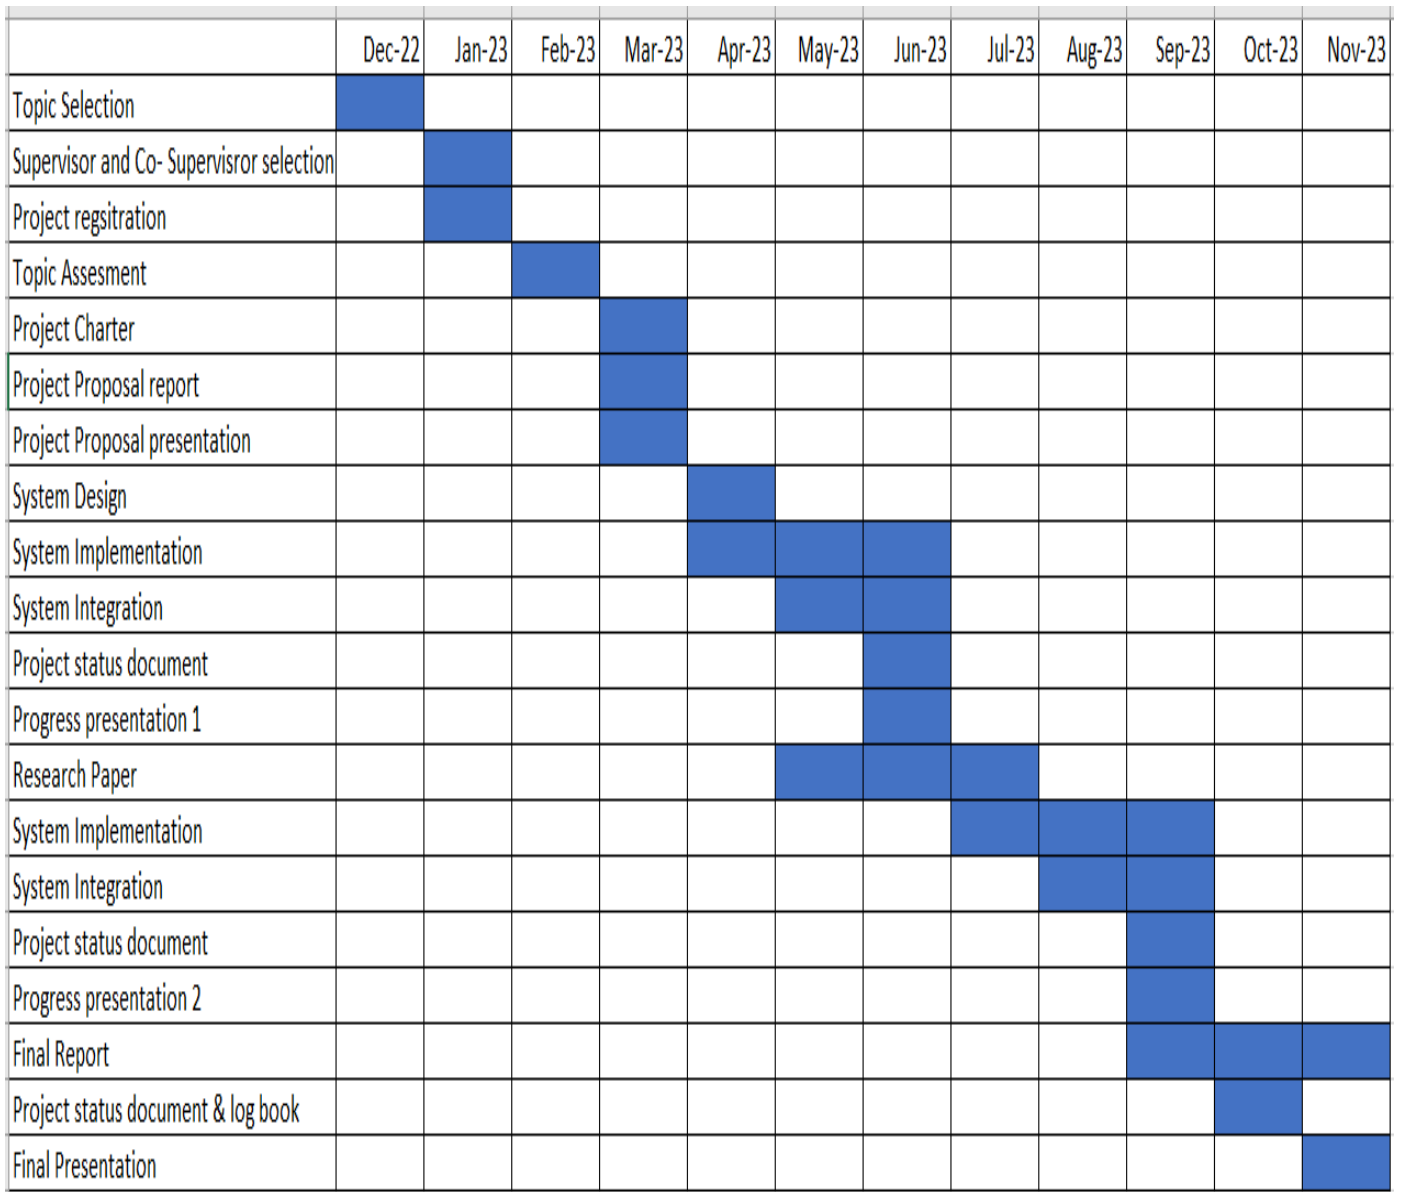 Dec-22 Jan-23 Feb-23 Mar-23 Apr-23 May-23 Jun-23 Jul-23 Aug-23 Sep-23 Oct-23 Nov-23
Topic Selection
Supervisor and Co- Supervisror selection
Project regsitration
Topic Assesment
Project Charter
Project Proposal report
Project Proposal presentation
System Design
System Implementation
System Integration
Project status document
Progress presentation 1
Research Paper
System Implementation
System Integration
Project status document
Progress presentation 2
Final Report
Project status document & log book
Final Presentation